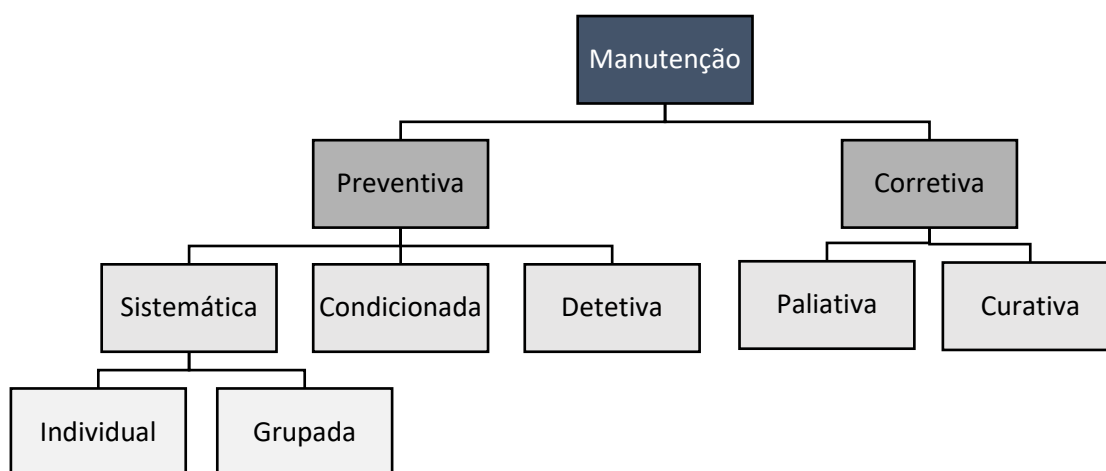 Manutenção
Preventiva
Corretiva
Sistemática
Condicionada
Detetiva
Paliativa
Curativa
Individual
Grupada